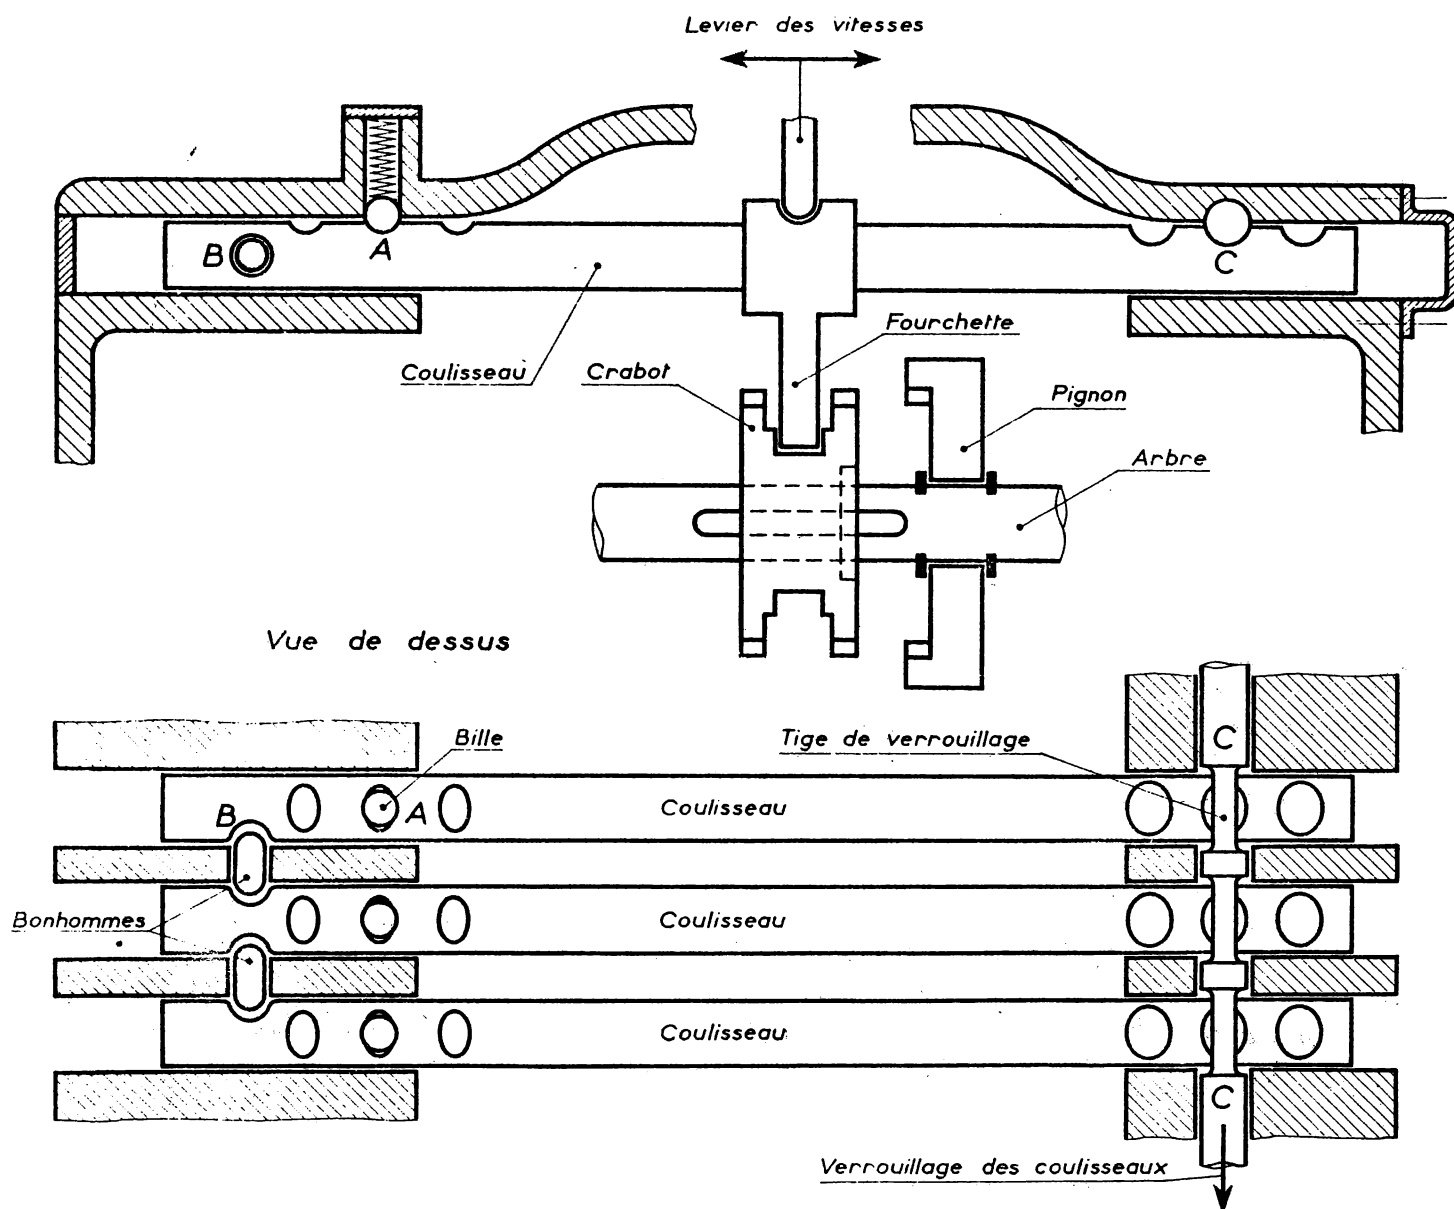 Levier des vitesses
B
A
C
Fourchette
Coulisseau
Crabot
Pignon
Arbre
Vue de dessus
Bille
Tige de verrouillage
C
B
A
Coulisseau
Bonhommes
Coulisseau
Coulisseau
C
Verrouillage des coulisseaux